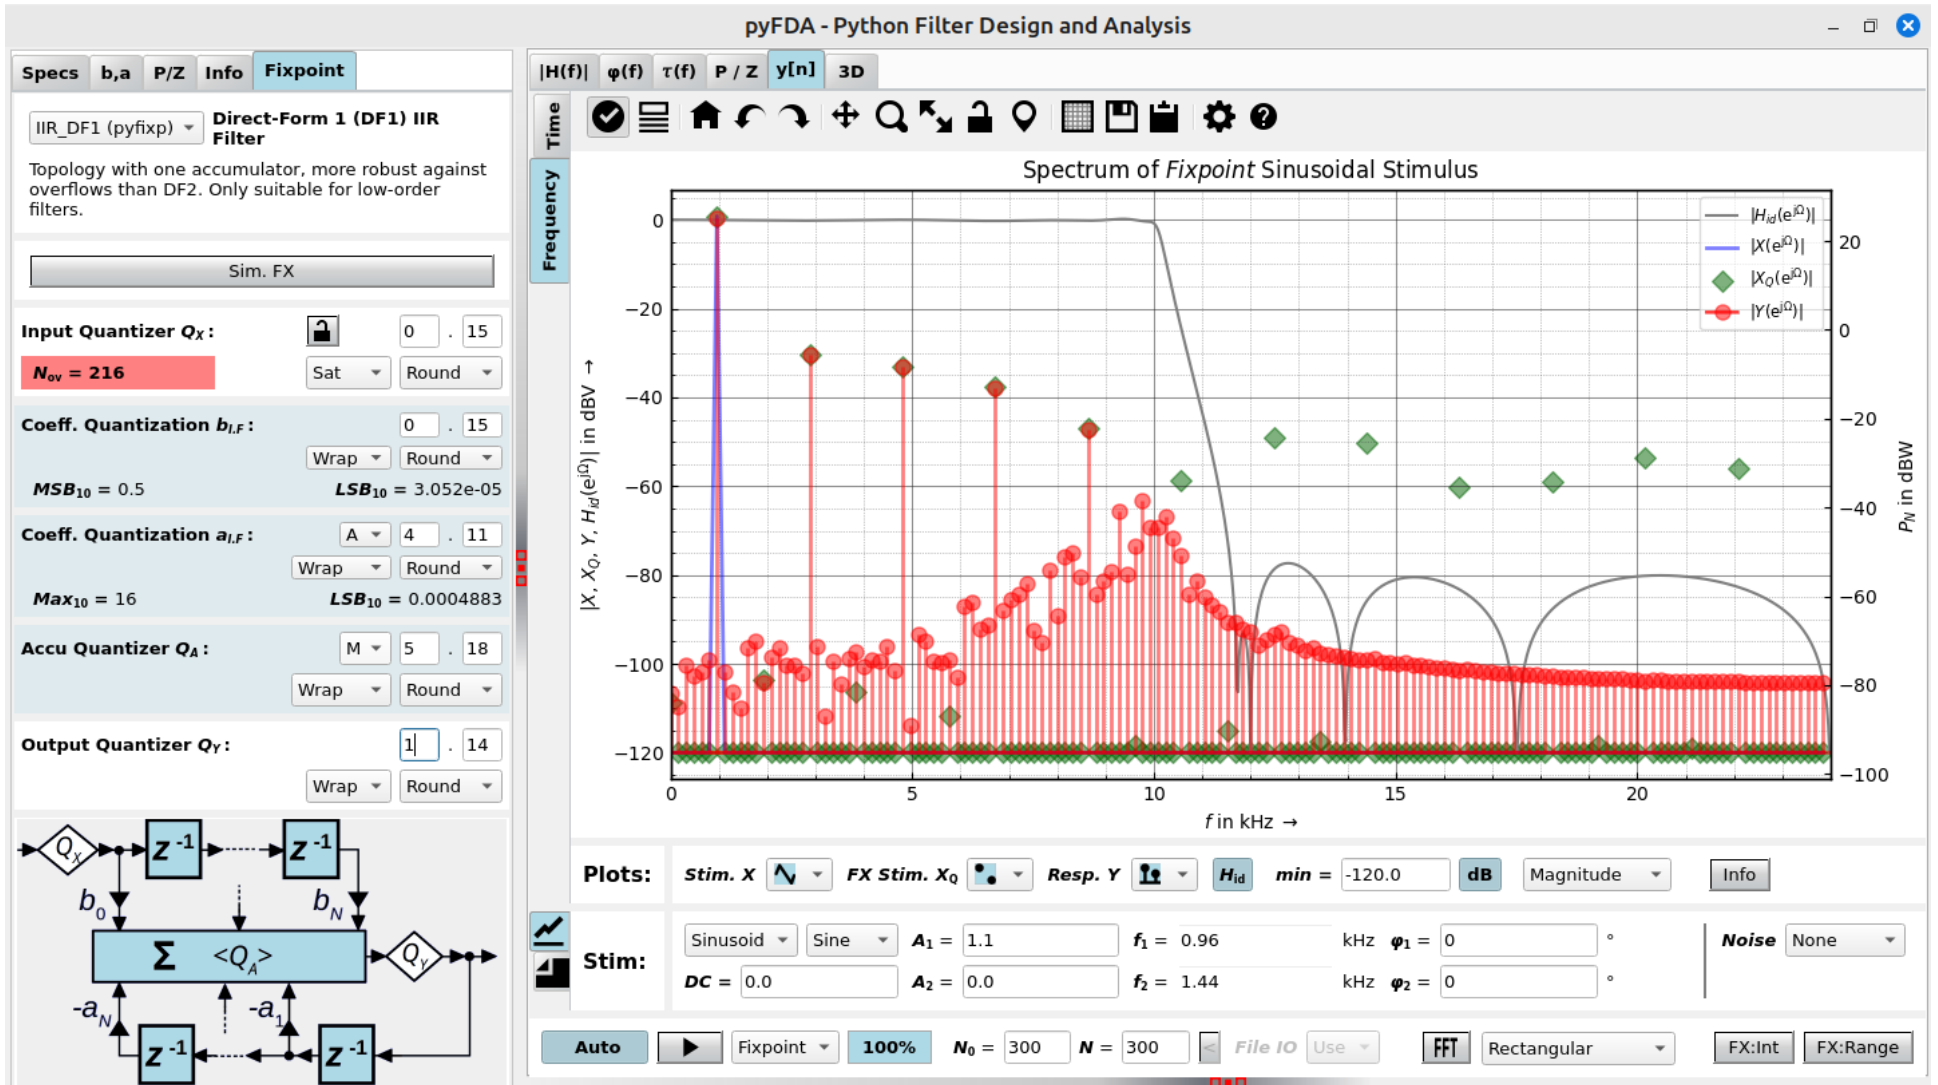 pyFDA - Python Filter Design and Analysis
Specs b,a P/Z Info Fixpoint
IIR_DF1 (pyfixp)
Direct-Form 1 (DF1) IIR
Filter
Topology with one accumulator, more robust against
overflows than DF2. Only suitable for low-order
filters.
Sim. FX
Input Quantizer Q_X : 0 . 15
N_ov = 216 Sat Round
Coeff. Quantization b_I.F : 0 . 15
Wrap Round
MSB_10 = 0.5 LSB_10 = 3.052e-05
Coeff. Quantization a_I.F : A 4 . 11
Wrap Round
Max_10 = 16 LSB_10 = 0.0004883
Accu Quantizer Q_A : M 5 . 18
Wrap Round
Output Quantizer Q_Y : 1 . 14
Wrap Round
Q_X z⁻¹ z⁻¹
b_0 b_N
Σ <Q_A> Q_Y
-a_N -a_1
z⁻¹ z⁻¹
|H(f)| φ(f) τ(f) P / Z y[n] 3D
Time
Frequency
Spectrum of Fixpoint Sinusoidal Stimulus
|X, X_Q, Y, H_id(e^jΩ)| in dBV →
0
−20
−40
−60
−80
−100
−120
|H_id(e^jΩ)|
|X(e^jΩ)|
|X_Q(e^jΩ)|
|Y(e^jΩ)|
20
0
−20
−40
−60
−80
−100
P_N in dBW
0 5 10 15 20
f in kHz →
Plots: Stim. X FX Stim. X_Q Resp. Y H_id min = -120.0 dB Magnitude Info
Stim:
Sinusoid Sine A_1 = 1.1 f_1 = 0.96 kHz φ_1 = 0 ° Noise None
DC = 0.0 A_2 = 0.0 f_2 = 1.44 kHz φ_2 = 0 °
Auto Fixpoint 100% N_0 = 300 N = 300 < File IO Use FFT Rectangular FX:Int FX:Range